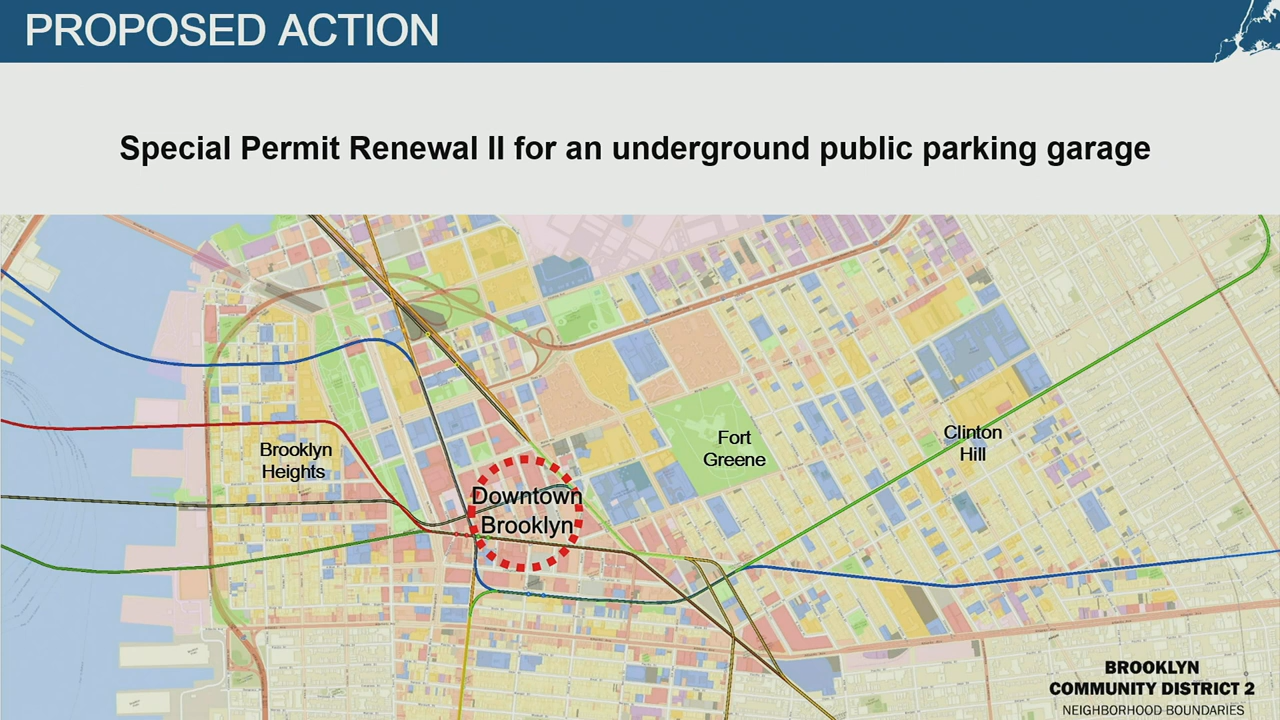 PROPOSED ACTION
Special Permit Renewal II for an underground public parking garage
Brooklyn
Heights
Downtown
Brooklyn
Fort
Greene
Clinton
Hill
BROOKLYN
COMMUNITY DISTRICT 2
NEIGHBORHOOD BOUNDARIES